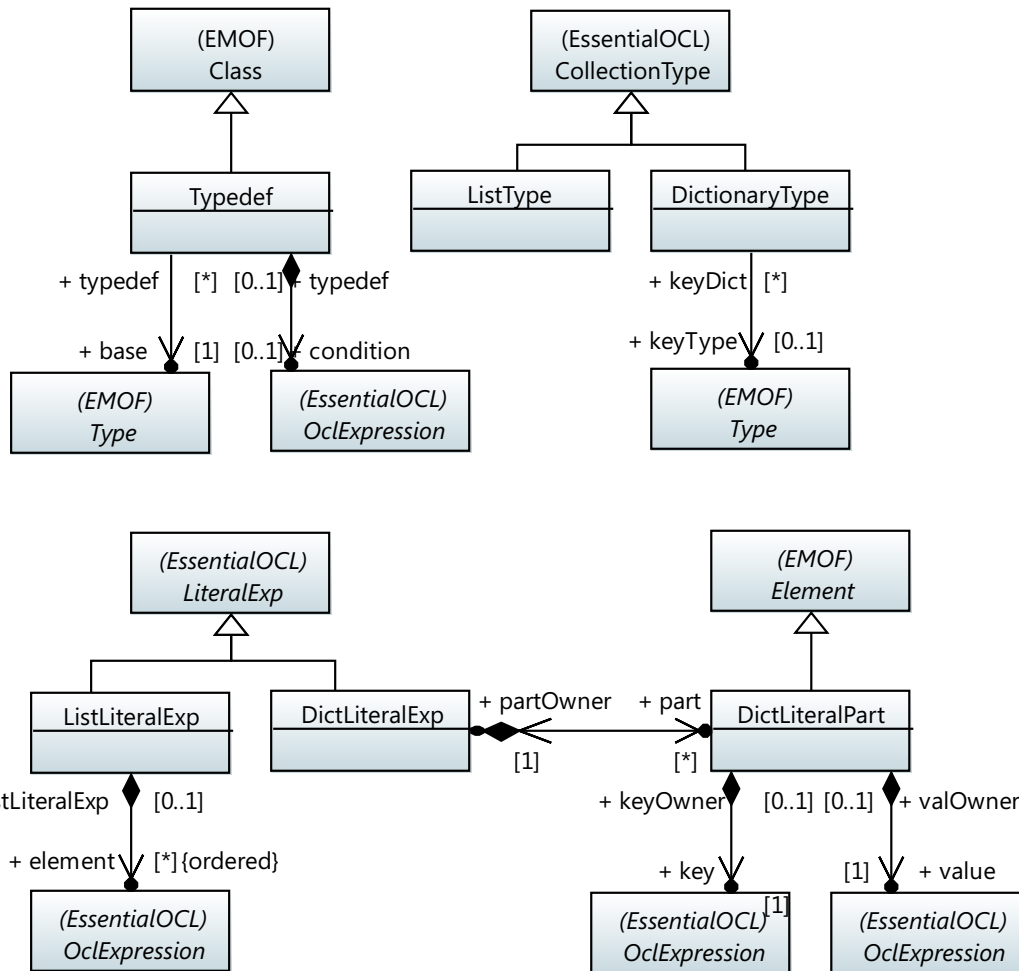 (EMOF)
Class
(EssentialOCL)
CollectionType
Typedef
ListType
DictionaryType
+ typedef [*] [0..1] + typedef
+ keyDict [*]
+ base [1] [0..1] + condition
+ keyType [0..1]
(EMOF)
Type
(EssentialOCL)
OclExpression
(EMOF)
Type
(EssentialOCL)
LiteralExp
(EMOF)
Element
ListLiteralExp
DictLiteralExp
+ partOwner + part
[1] [*]
DictLiteralPart
stLiteralExp [0..1]
+ keyOwner [0..1] [0..1] + valOwner
+ element [*] {ordered}
+ key [1]
[1] + value
(EssentialOCL)
OclExpression
(EssentialOCL)
OclExpression
(EssentialOCL)
OclExpression